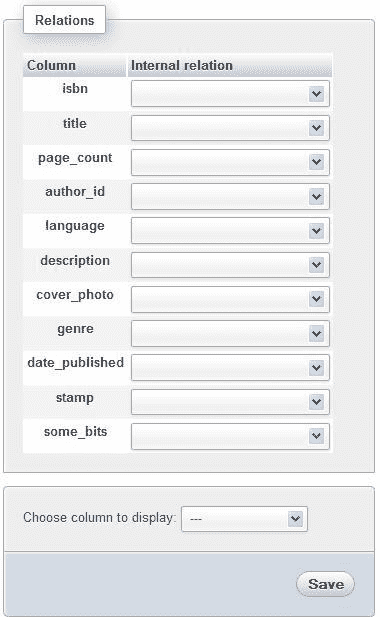 Relations
Column Internal relation
isbn
title
page_count
author_id
language
description
cover_photo
genre
date_published
stamp
some_bits
Choose column to display: ---
Save